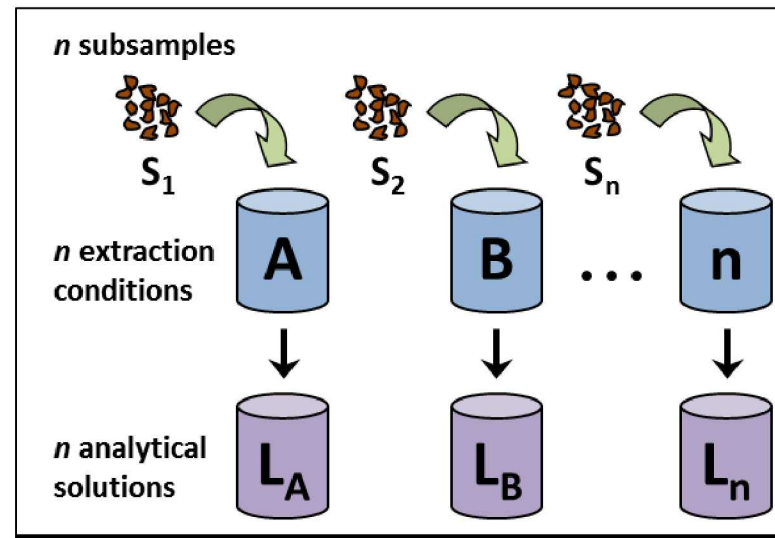 n subsamples
S1 S2 Sn
n extraction
conditions
A B ... n
n analytical
solutions
LA LB Ln